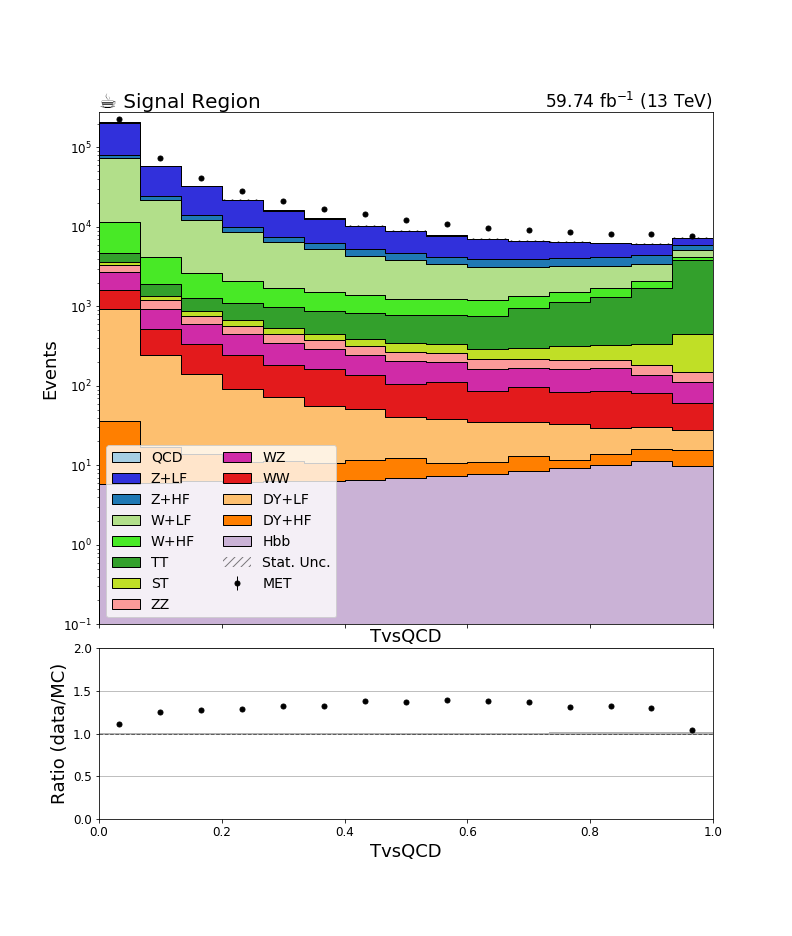 ☕ Signal Region
59.74 fb⁻¹ (13 TeV)
Events
10⁵
10⁴
10³
10²
10¹
10⁰
10⁻¹
QCD
Z+LF
Z+HF
W+LF
W+HF
TT
ST
ZZ
WZ
WW
DY+LF
DY+HF
Hbb
Stat. Unc.
MET
TvsQCD
Ratio (data/MC)
2.0
1.5
1.0
0.5
0.0
0.0 0.2 0.4 0.6 0.8 1.0
TvsQCD